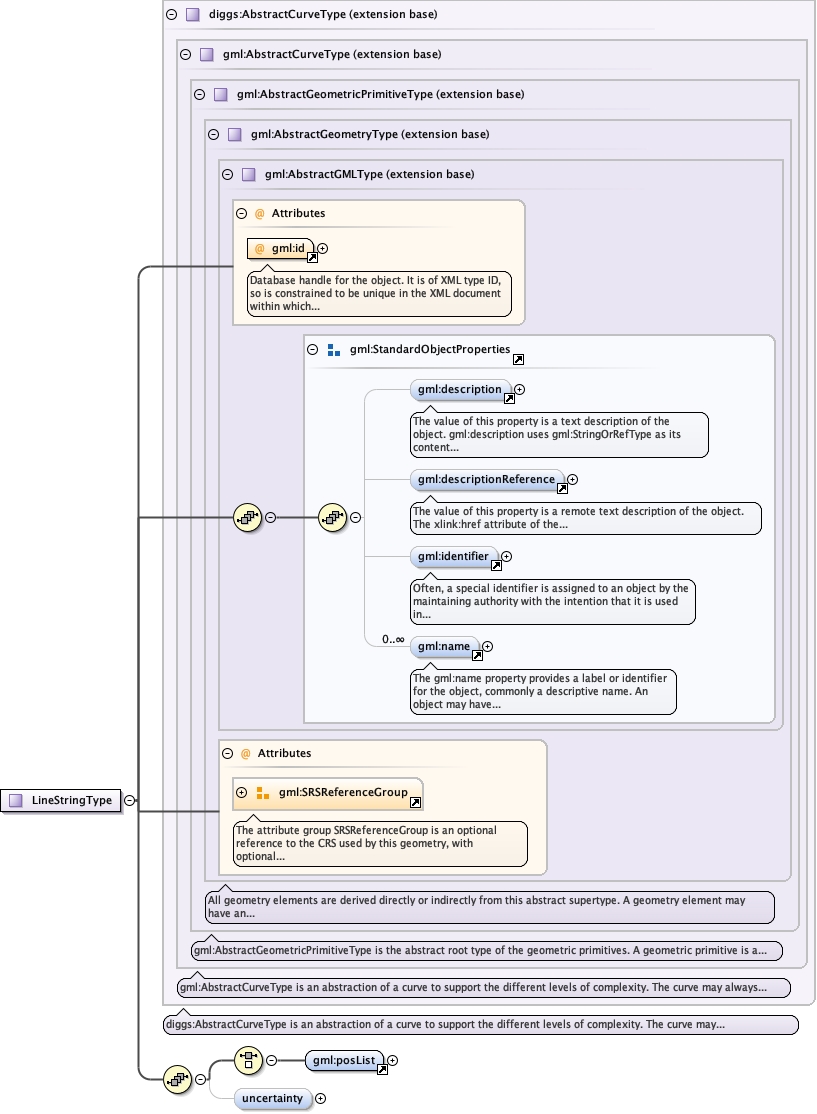 diggs:AbstractCurveType (extension base)
gml:AbstractCurveType (extension base)
gml:AbstractGeometricPrimitiveType (extension base)
gml:AbstractGeometryType (extension base)
gml:AbstractGMLType (extension base)
@ Attributes
@ gml:id
Database handle for the object. It is of XML type ID,
so is constrained to be unique in the XML document
within which...
gml:StandardObjectProperties
gml:description
The value of this property is a text description of the
object. gml:description uses gml:StringOrRefType as its
content...
gml:descriptionReference
The value of this property is a remote text description of the object.
The xlink:href attribute of the...
gml:identifier
Often, a special identifier is assigned to an object by the
maintaining authority with the intention that it is used
in...
0..∞
gml:name
The gml:name property provides a label or identifier
for the object, commonly a descriptive name. An
object may have...
@ Attributes
gml:SRSReferenceGroup
LineStringType
The attribute group SRSReferenceGroup is an optional
reference to the CRS used by this geometry, with
optional...
All geometry elements are derived directly or indirectly from this abstract supertype. A geometry element may
have an...
gml:AbstractGeometricPrimitiveType is the abstract root type of the geometric primitives. A geometric primitive is a...
gml:AbstractCurveType is an abstraction of a curve to support the different levels of complexity. The curve may always...
diggs:AbstractCurveType is an abstraction of a curve to support the different levels of complexity. The curve may...
gml:posList
uncertainty